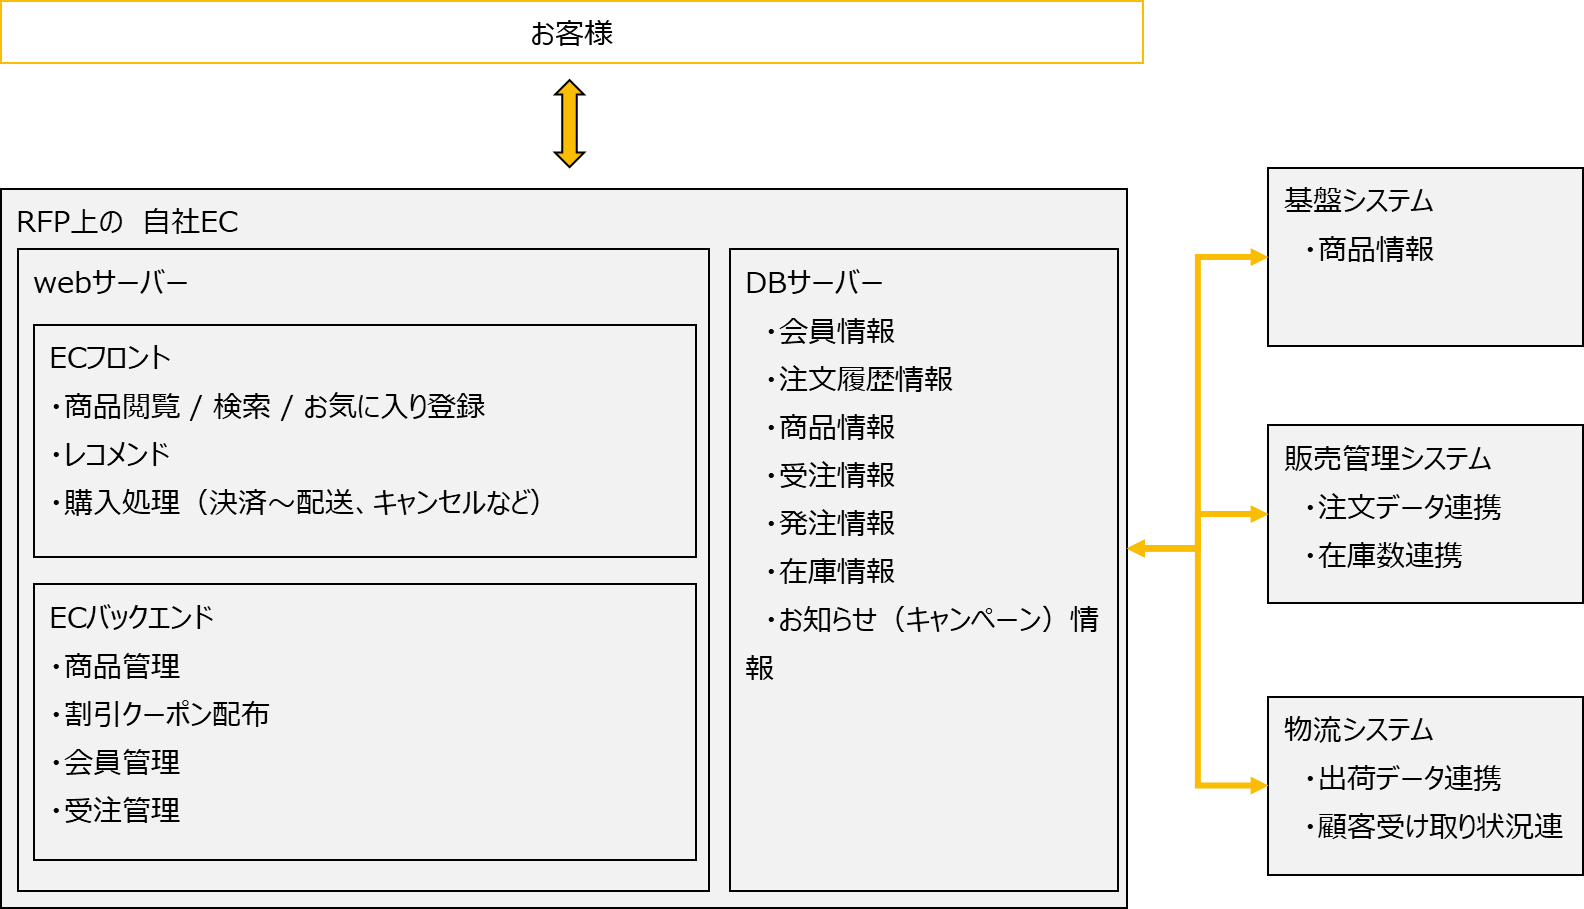 お客様
RFP上の　自社EC
webサーバー
ECフロント
・商品閲覧 / 検索 / お気に入り登録
・レコメンド
・購入処理（決済～配送、キャンセルなど）
ECバックエンド
・商品管理
・割引クーポン配布
・会員管理
・受注管理
DBサーバー
・会員情報
・注文履歴情報
・商品情報
・受注情報
・発注情報
・在庫情報
・お知らせ（キャンペーン）情
報
基盤システム
・商品情報
販売管理システム
・注文データ連携
・在庫数連携
物流システム
・出荷データ連携
・顧客受け取り状況連